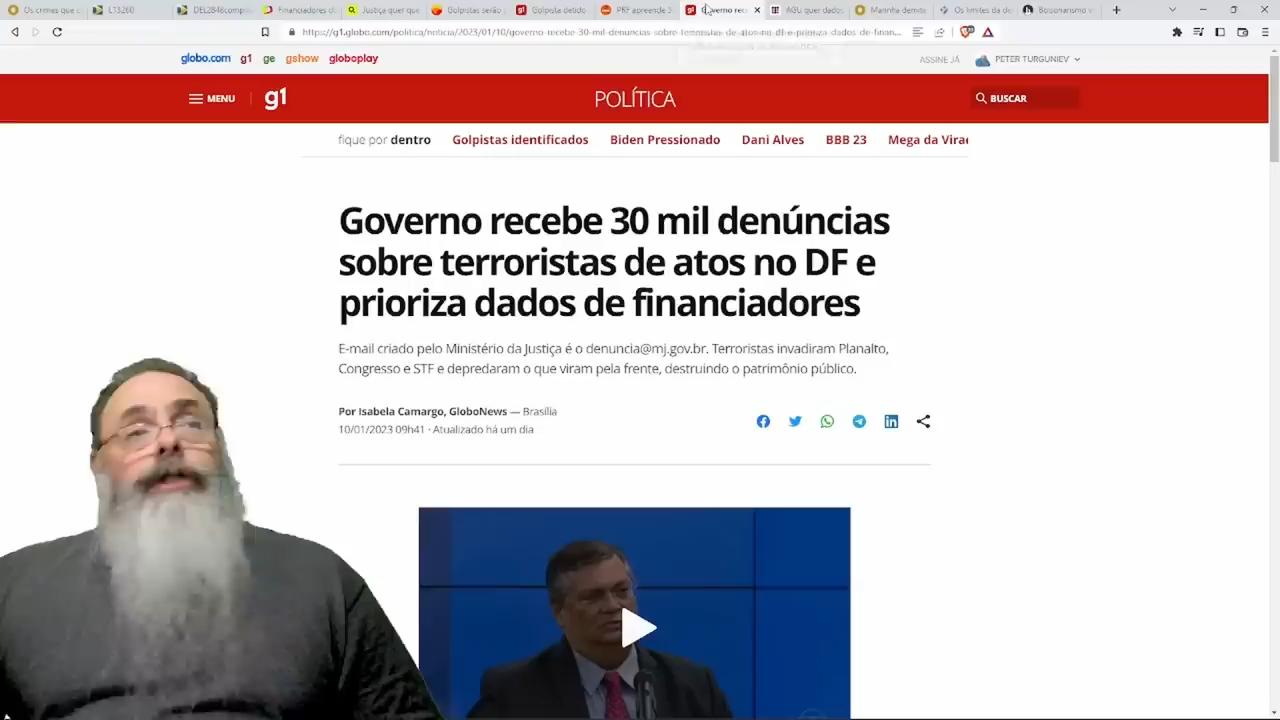 Os crimes que c
L13260
DEL2848compila
Financiadores do
Justiça quer que
Golpistas serão
Golpista detido
PRF apreende 3
Governo rec
AGU quer dados
Marinha demite
Os limites da de
Bolsonarismo v
https://g1.globo.com/politica/noticia/2023/01/10/governo-recebe-30-mil-denuncias-sobre-terroristas-de-atos-no-df-e-prioriza-dados-de-finan...
globo.com g1 ge gshow globoplay
ASSINE JÁ PETER TURGUNIEV
MENU g1 POLÍTICA BUSCAR
fique por dentro Golpistas identificados Biden Pressionado Dani Alves BBB 23 Mega da Virad
Governo recebe 30 mil denúncias
sobre terroristas de atos no DF e
prioriza dados de financiadores
E-mail criado pelo Ministério da Justiça é o denuncia@mj.gov.br. Terroristas invadiram Planalto,
Congresso e STF e depredaram o que viram pela frente, destruindo o patrimônio público.
Por Isabela Camargo, GloboNews — Brasília
10/01/2023 09h41 · Atualizado há um dia